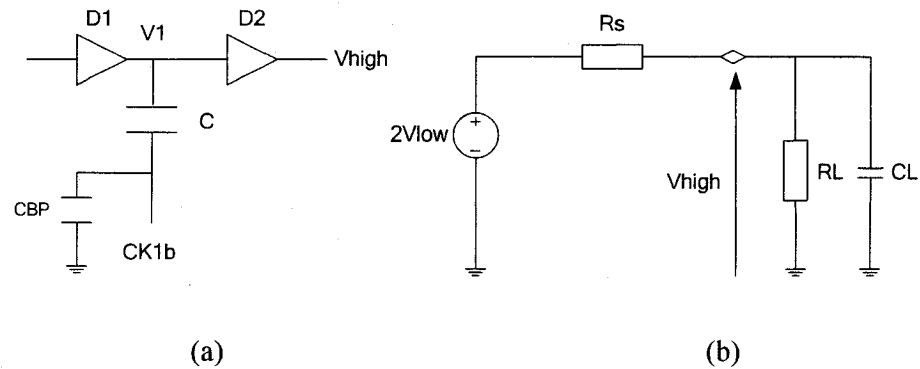 D1
V1
D2
Vhigh
C
CBP
CK1b
(a)
Rs
2Vlow
+
−
Vhigh
RL
CL
(b)